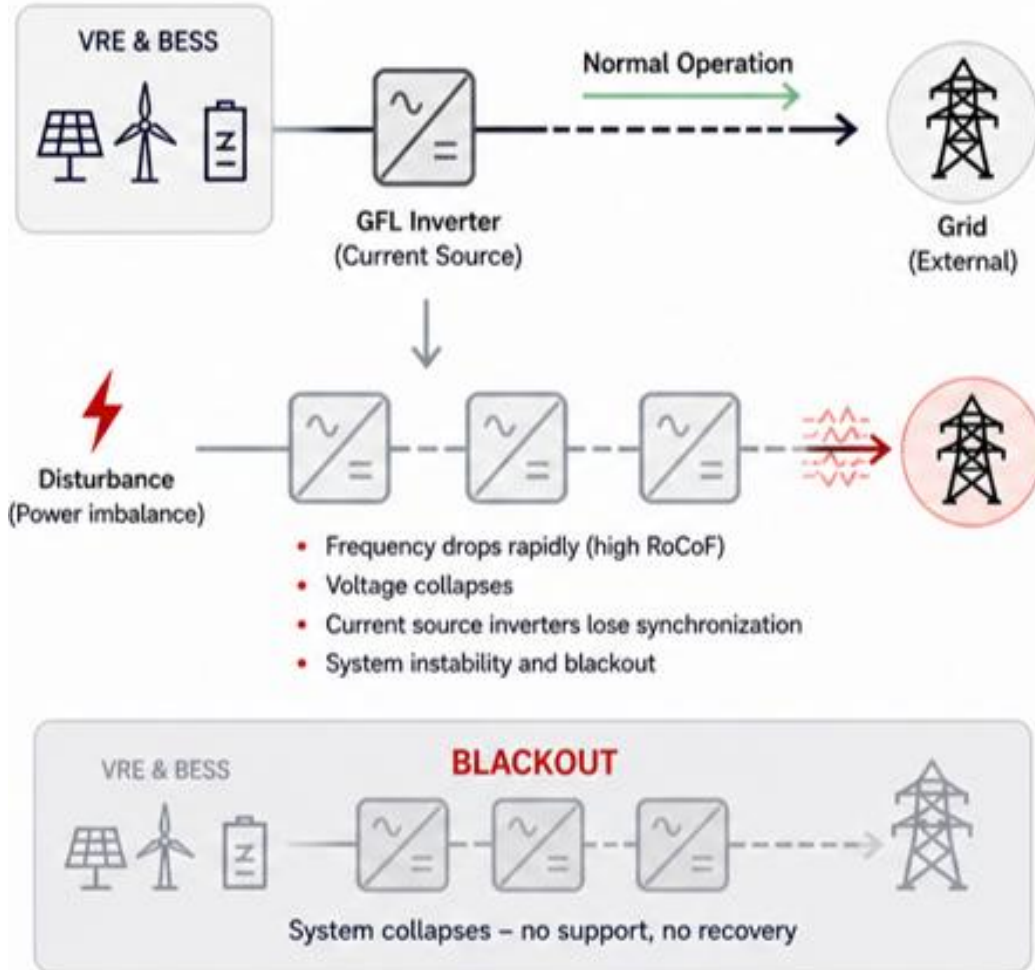 VRE & BESS
Normal Operation
GFL Inverter
(Current Source)
Grid
(External)
Disturbance
(Power imbalance)
• Frequency drops rapidly (high RoCoF)
• Voltage collapses
• Current source inverters lose synchronization
• System instability and blackout
VRE & BESS
BLACKOUT
System collapses – no support, no recovery